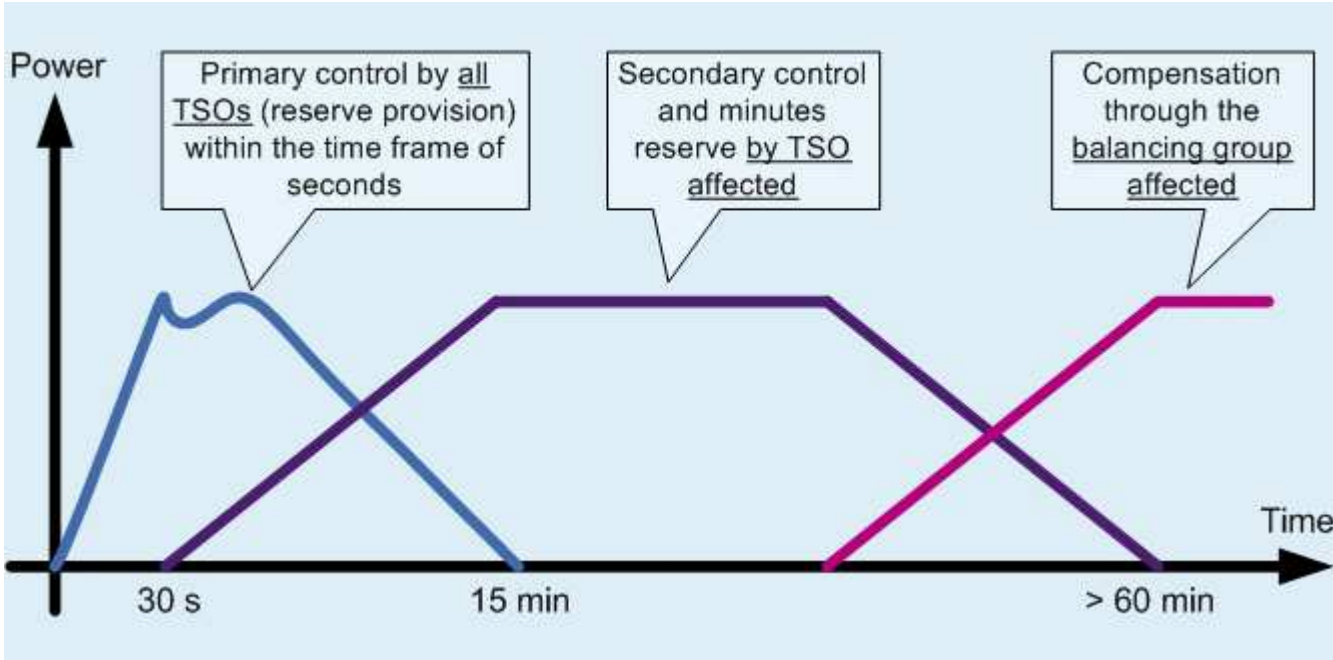 Power
Primary control by all
TSOs (reserve provision)
within the time frame of
seconds
Secondary control
and minutes
reserve by TSO
affected
Compensation
through the
balancing group
affected
Time
30 s
15 min
> 60 min